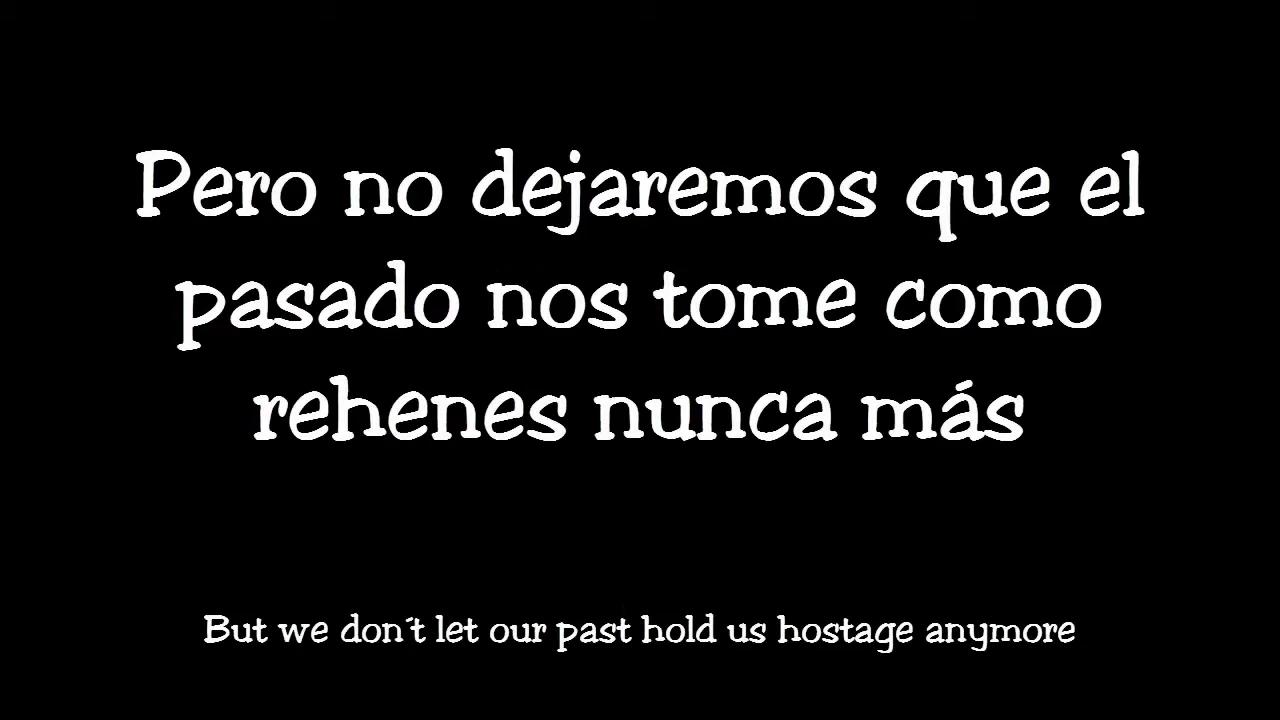 Pero no dejaremos que el
pasado nos tome como
rehenes nunca más
But we don´t let our past hold us hostage anymore